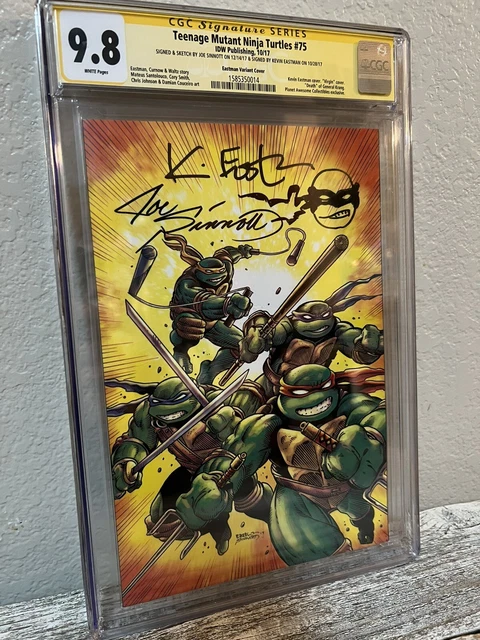 CGC Signature SERIES
9.8
WHITE Pages
Teenage Mutant Ninja Turtles #75
IDW Publishing, 10/17
SIGNED & SKETCH BY JOE SINNOTT ON 12/14/17 & SIGNED BY KEVIN EASTMAN ON 10/28/17
Eastman Variant Cover
1585350014
Eastman, Curnow & Waltz story
Mateus Santolouco, Cory Smith,
Chris Johnson & Damian Couceiro art
Kevin Eastman cover. "Virgin" cover
"Death" of General Krang.
Planet Awesome Collectibles exclusive
CGC
K. East
Joe Sinnott